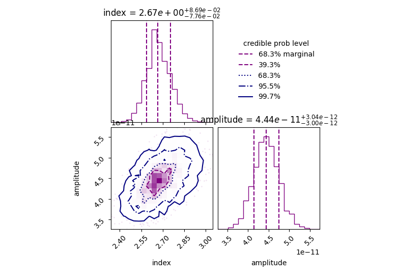 index = 2.67e+00+8.69e−02 −7.76e−02
credible prob level
68.3% marginal
39.3%
68.3%
95.5%
99.7%
1e−11
amplitude = 4.44e−11+3.04e−12 −3.00e−12
amplitude
5.5
5.0
4.5
4.0
3.5
2.40 2.55 2.70 2.85 3.00
3.5 4.0 4.5 5.0 5.5
1e−11
index
amplitude